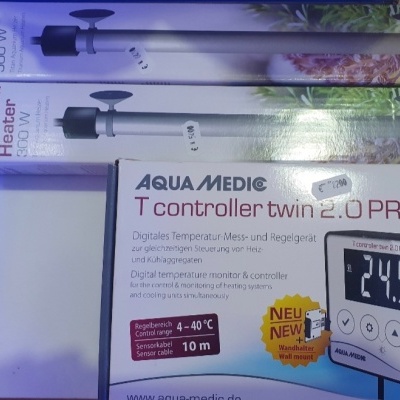 300 W
Heater
300 W
AQUA MEDIC
T controller twin 2.0 PR
Digitales Temperatur-Mess- und Regelgerät
zur gleichzeitigen Steuerung von Heiz-
und Kühlaggregaten
Digital temperature monitor & controller
for the control & monitoring of heating systems
and cooling units simultaneously
Regelbereich
Control range
4 – 40 °C
Sensorkabel
Sensor cable
10 m
NEU
NEW
+
Wandhalter
Wall mount
T controller twin 2.0
24.
AQUA MEDIC
www.aqua-medic.de